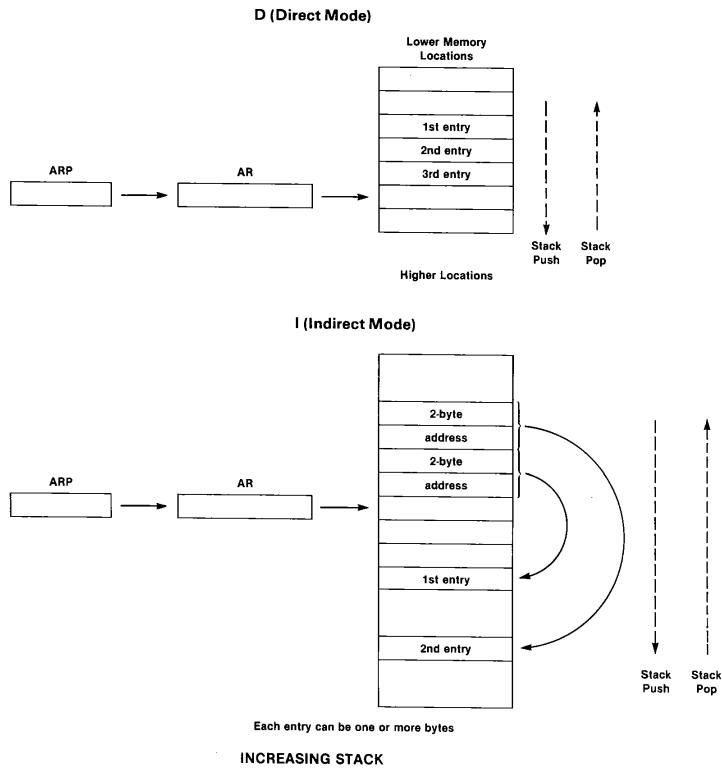 D (Direct Mode)
Lower Memory
Locations
1st entry
2nd entry
3rd entry
ARP
AR
Stack
Push
Stack
Pop
Higher Locations
I (Indirect Mode)
2-byte
address
2-byte
address
ARP
AR
1st entry
2nd entry
Stack
Push
Stack
Pop
Each entry can be one or more bytes
INCREASING STACK